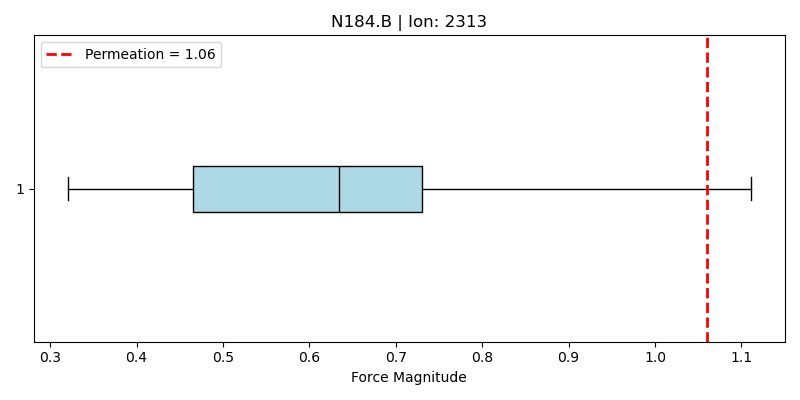 N184.B | Ion: 2313
Permeation = 1.06
1
0.3 0.4 0.5 0.6 0.7 0.8 0.9 1.0 1.1
Force Magnitude